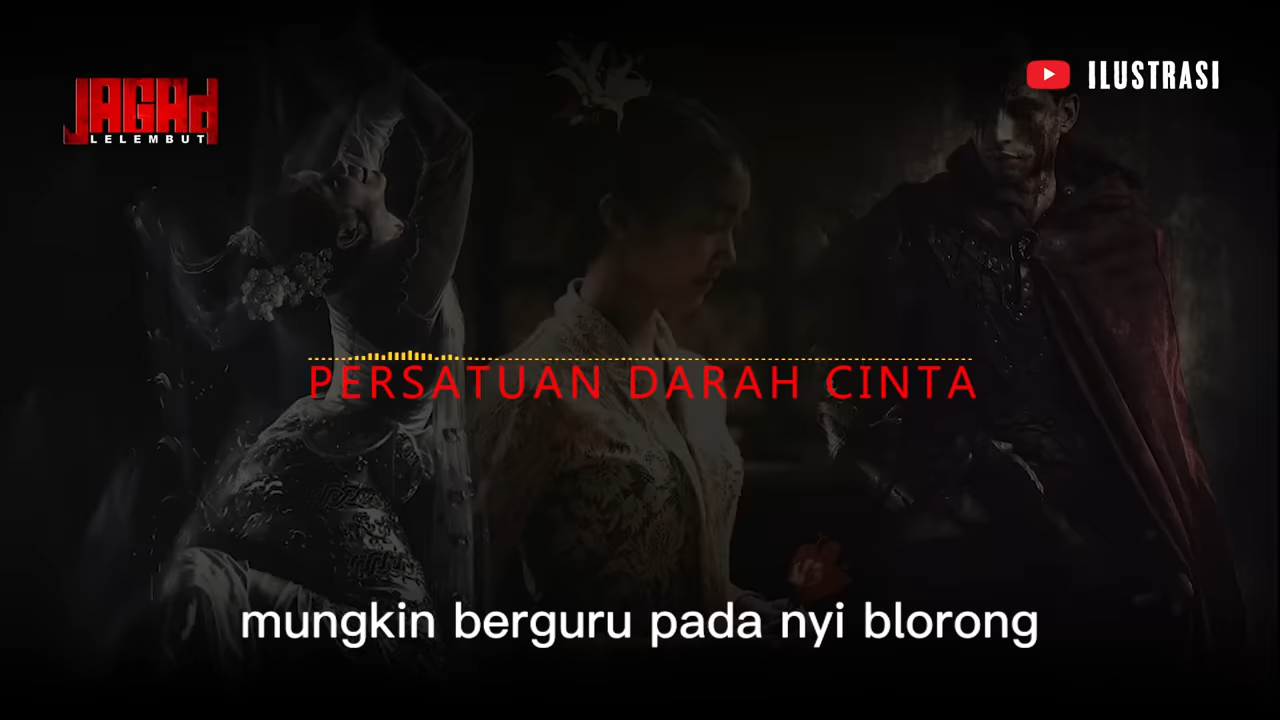 JAGAd
LELEMBUT
ILUSTRASI
PERSATUAN DARAH CINTA
mungkin berguru pada nyi blorong